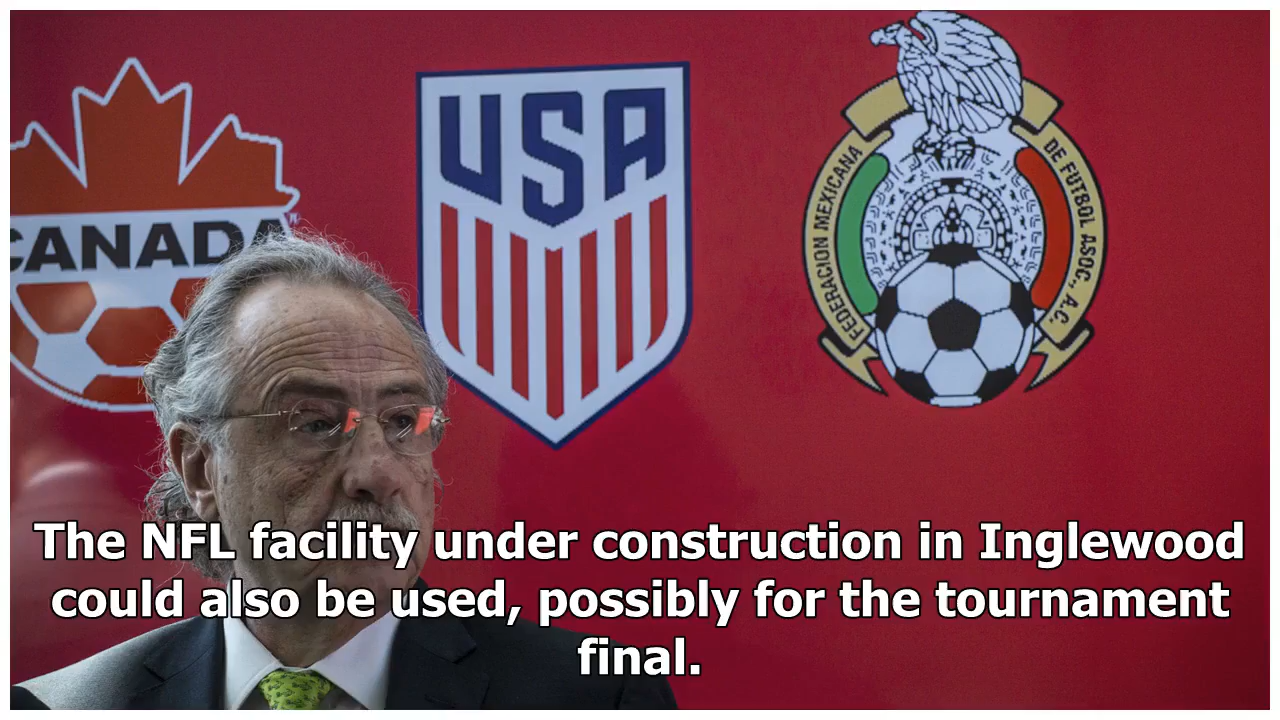 CANADA
USA
FEDERACION MEXICANA
DE FUTBOL ASOC., A.C.
The NFL facility under construction in Inglewood
could also be used, possibly for the tournament
final.